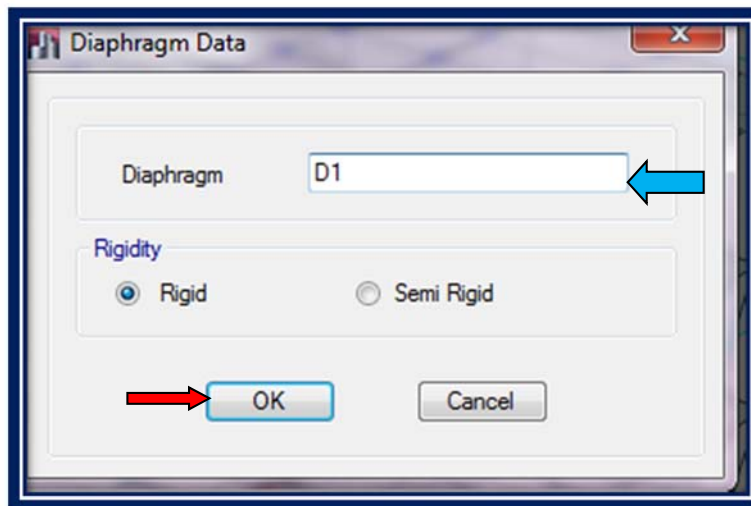 Diaphragm Data
Diaphragm D1
Rigidity
Rigid Semi Rigid
OK Cancel